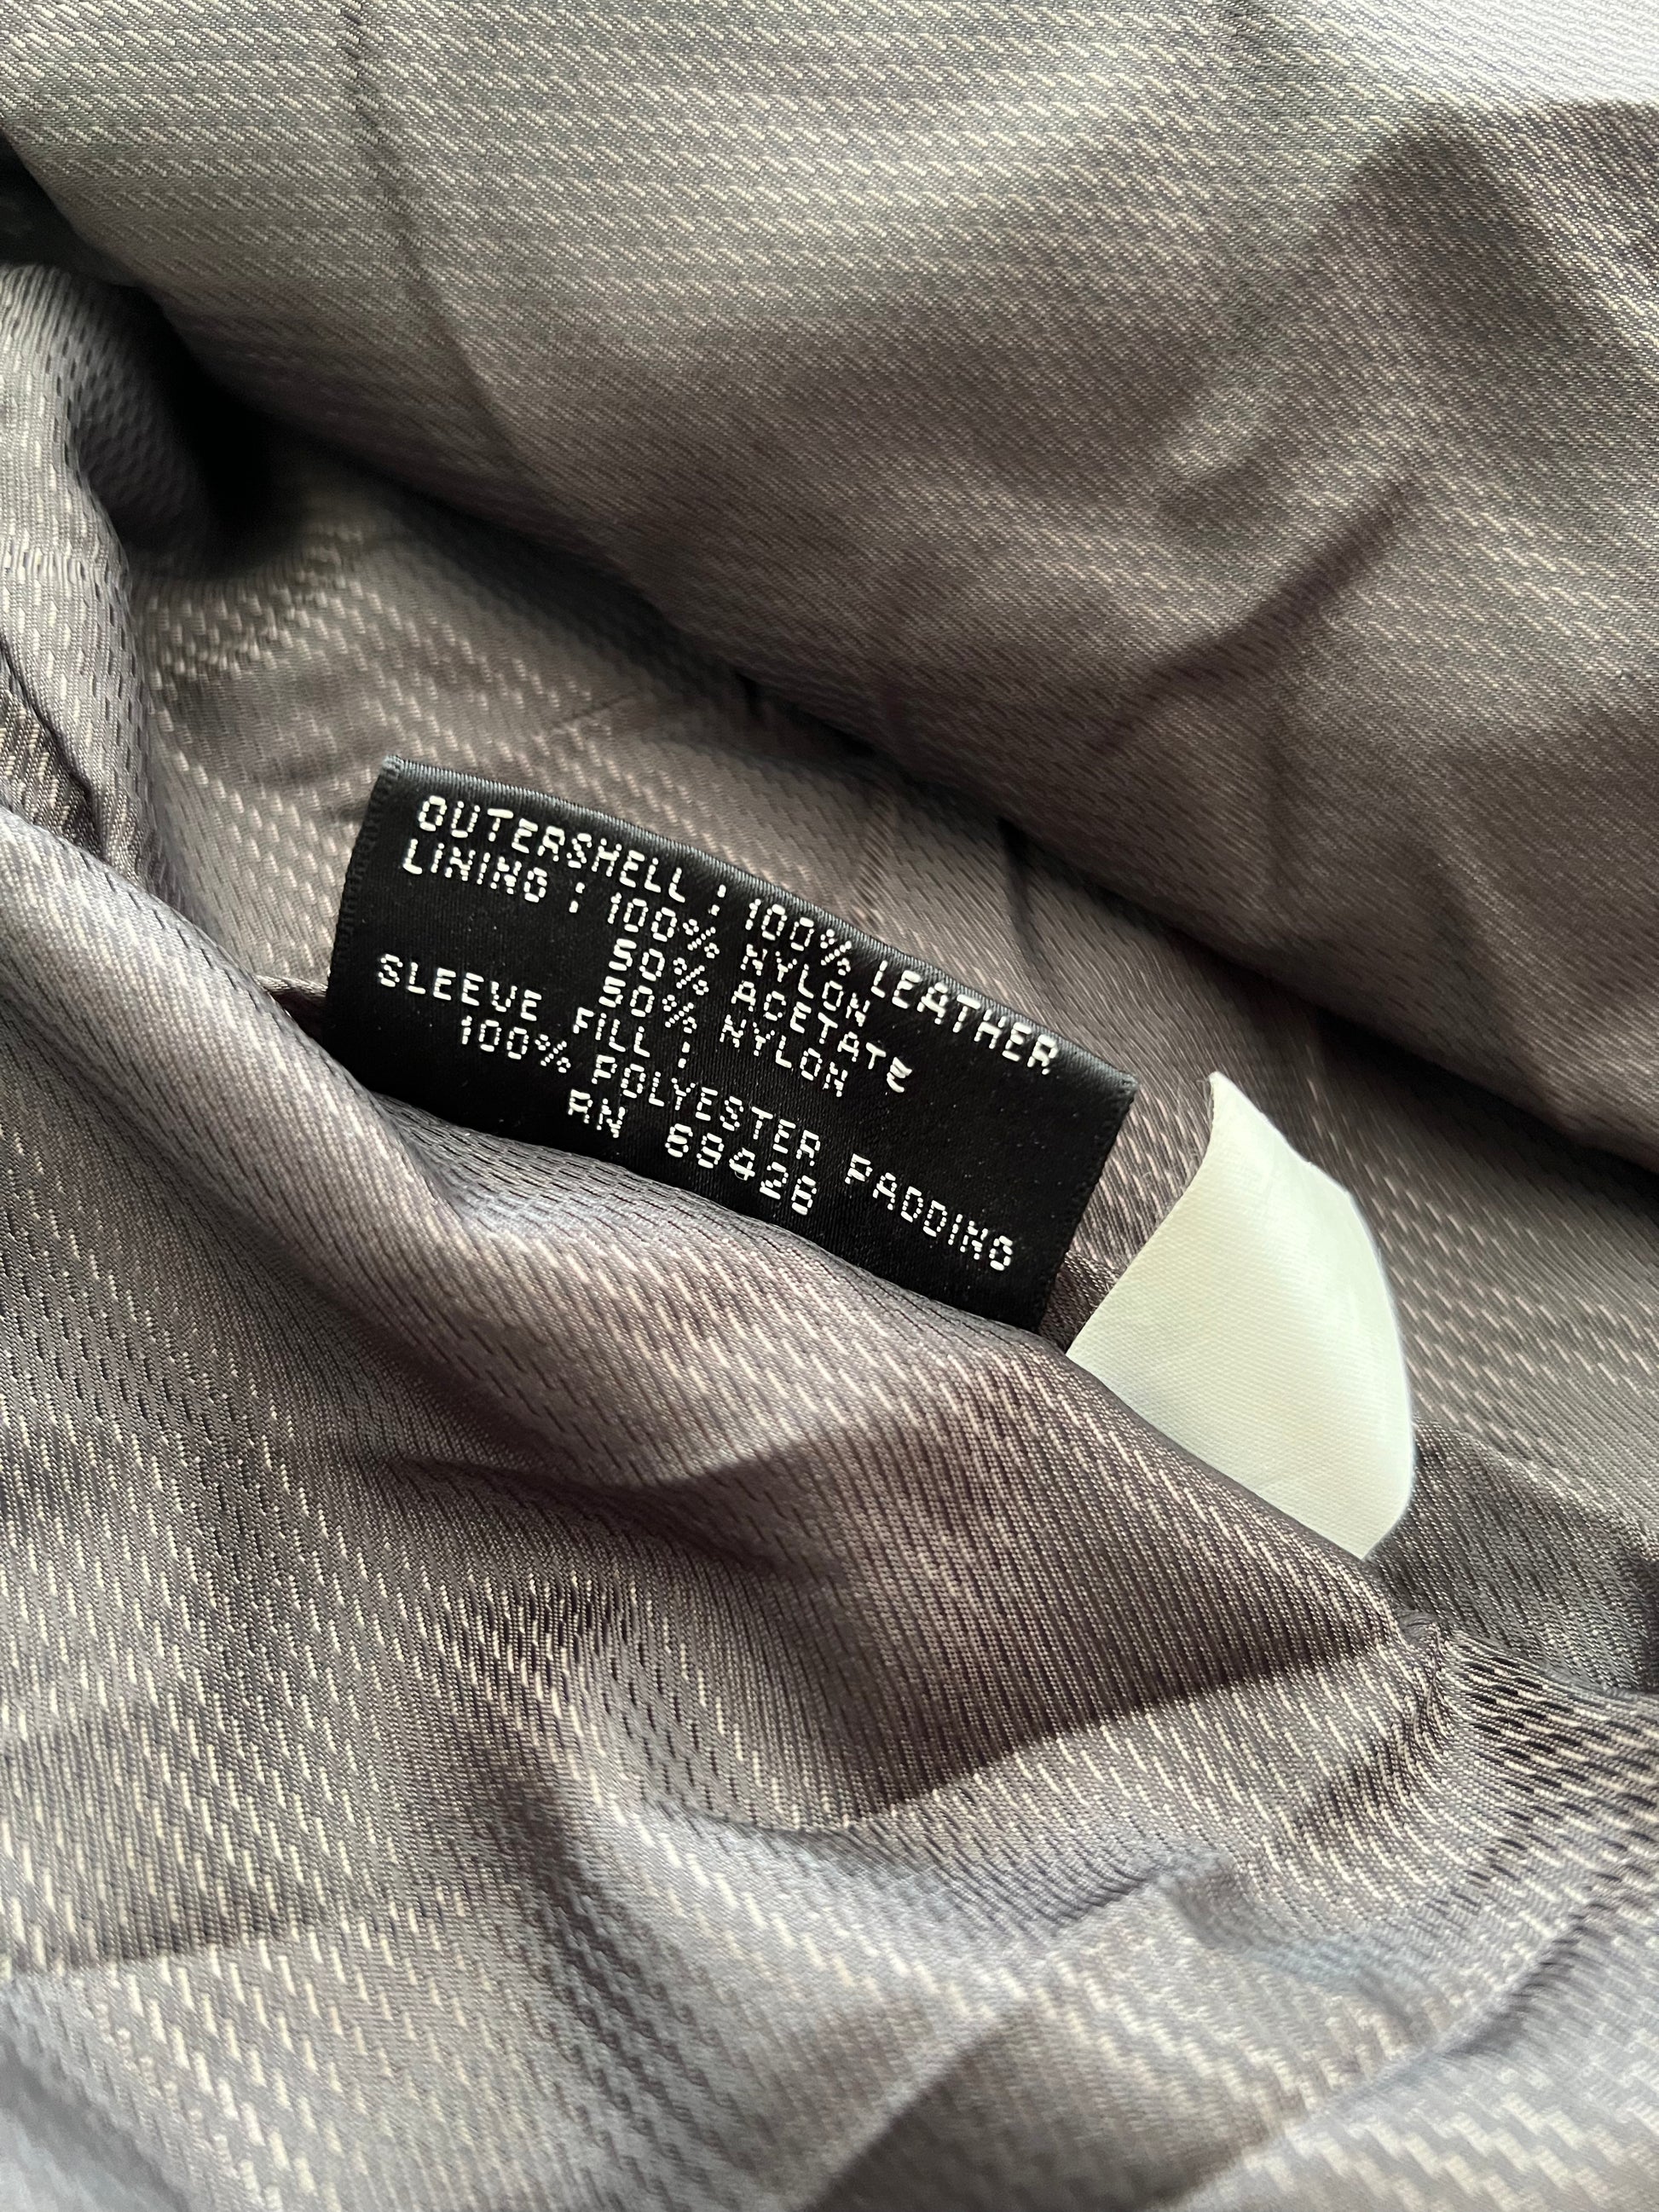 OUTERSHELL : 100% LEATHER
LINING : 100% NYLON
50% ACETATE
50% NYLON
SLEEVE FILL :
100% POLYESTER PADDING
RN 69426